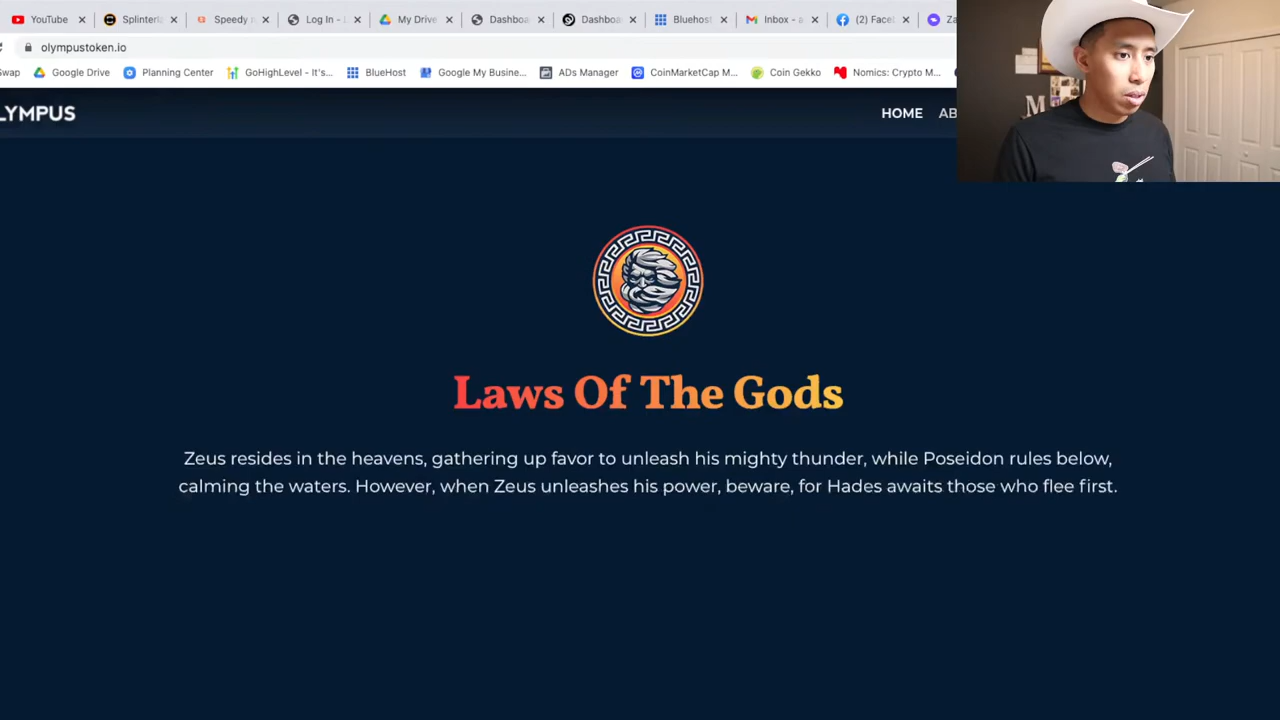 YouTube
Splinterl
Speedy
Log In -
My Drive
Dashboa
Dashboa
Bluehost
Inbox -
(2) Face
Za
olympustoken.io
wap
Google Drive
Planning Center
GoHighLevel - It's...
BlueHost
Google My Busine...
ADs Manager
CoinMarketCap M...
Coin Gekko
Nomics: Crypto M...
LYMPUS
HOME
AB
M
Laws Of The Gods
Zeus resides in the heavens, gathering up favor to unleash his mighty thunder, while Poseidon rules below,
calming the waters. However, when Zeus unleashes his power, beware, for Hades awaits those who flee first.